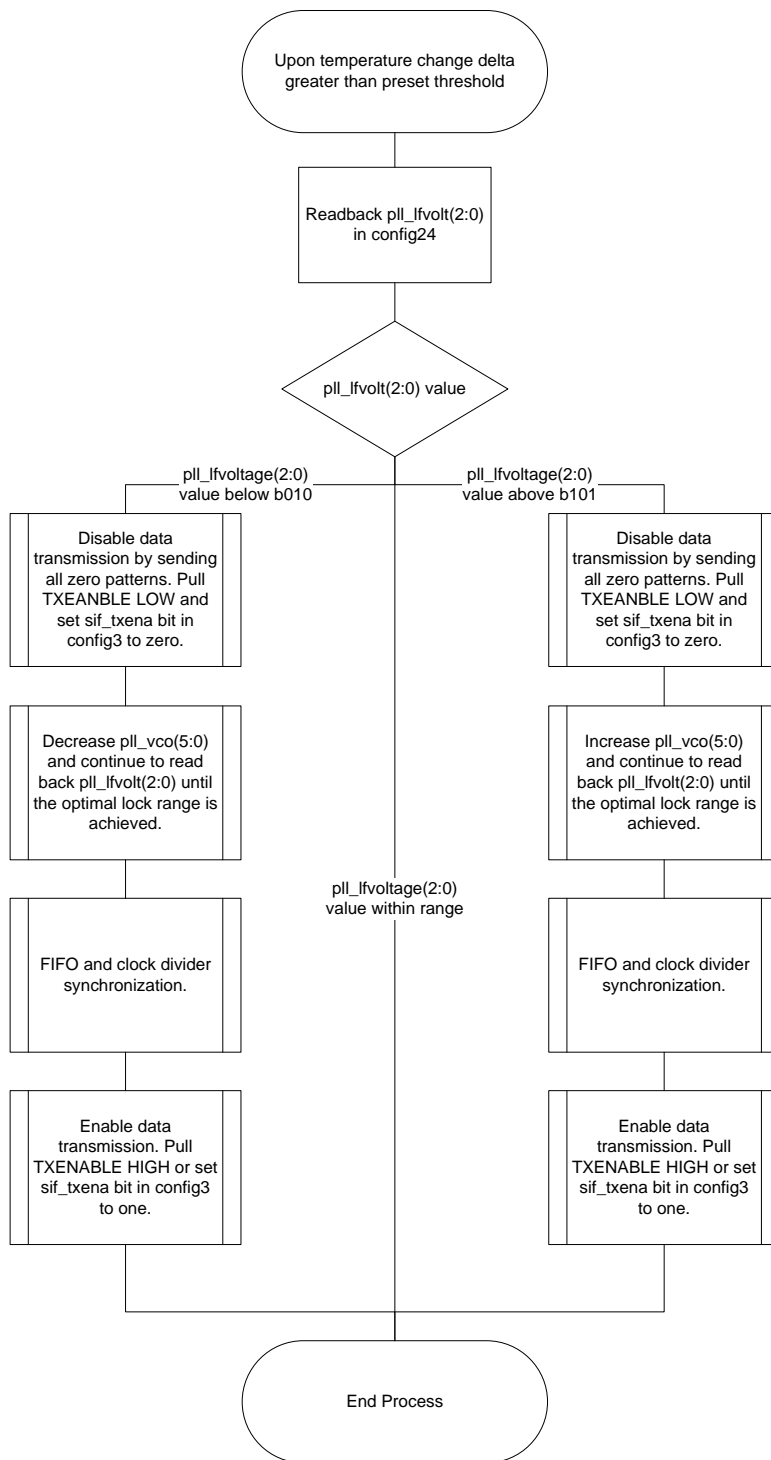 Upon temperature change delta
greater than preset threshold
Readback pll_lfvolt(2:0)
in config24
pll_lfvolt(2:0) value
pll_lfvoltage(2:0)
value below b010
pll_lfvoltage(2:0)
value above b101
Disable data
transmission by sending
all zero patterns. Pull
TXEANBLE LOW and
set sif_txena bit in
config3 to zero.
Disable data
transmission by sending
all zero patterns. Pull
TXEANBLE LOW and
set sif_txena bit in
config3 to zero.
Decrease pll_vco(5:0)
and continue to read
back pll_lfvolt(2:0) until
the optimal lock range is
achieved.
Increase pll_vco(5:0)
and continue to read
back pll_lfvolt(2:0) until
the optimal lock range is
achieved.
pll_lfvoltage(2:0)
value within range
FIFO and clock divider
synchronization.
FIFO and clock divider
synchronization.
Enable data
transmission. Pull
TXENABLE HIGH or set
sif_txena bit in config3
to one.
Enable data
transmission. Pull
TXENABLE HIGH or set
sif_txena bit in config3
to one.
End Process